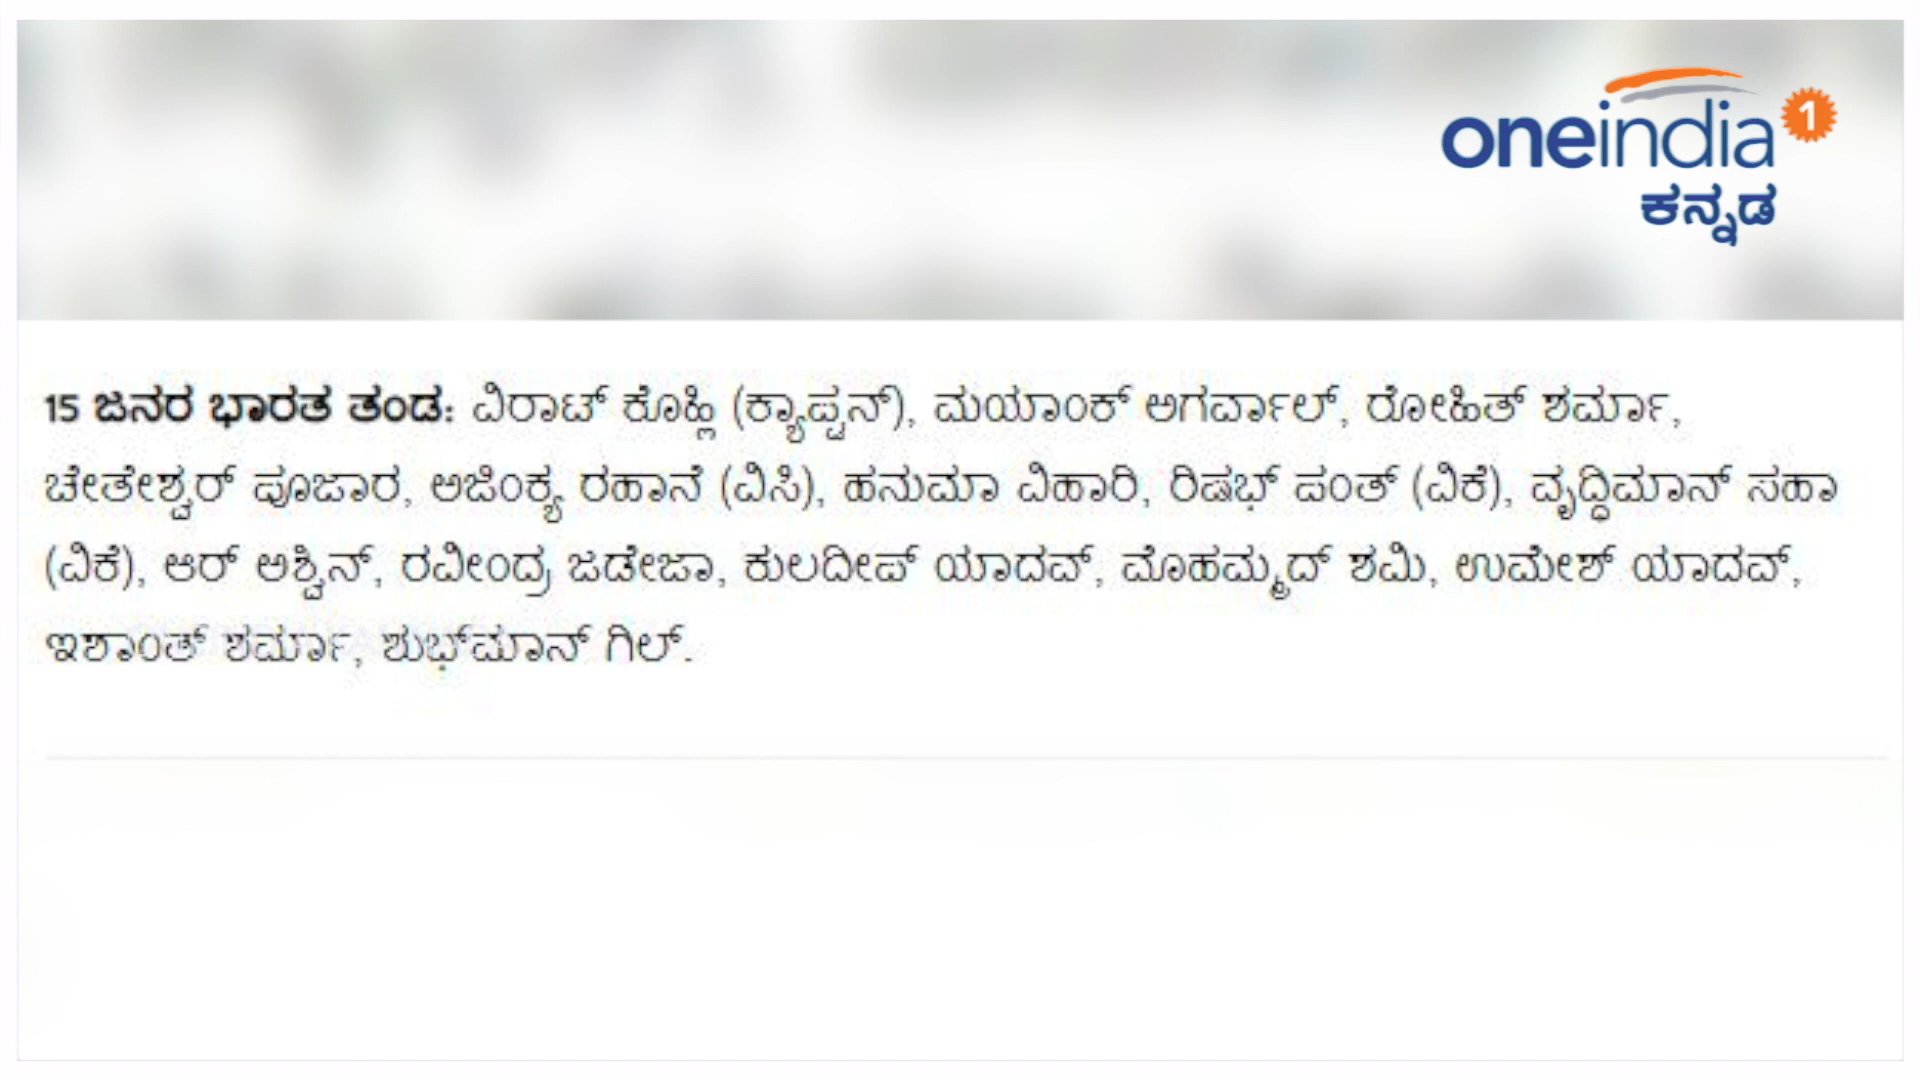 oneindia 1
ಕನ್ನಡ
15 ಜನರ ಭಾರತ ತಂಡ: ವಿರಾಟ್ ಕೊಹ್ಲಿ (ಕ್ಯಾಪ್ಟನ್), ಮಯಾಂಕ್ ಅಗರ್ವಾಲ್, ರೋಹಿತ್ ಶರ್ಮಾ,
ಚೇತೇಶ್ವರ್ ಪೂಜಾರ, ಅಜಿಂಕ್ಯ ರಹಾನೆ (ವಿಸಿ), ಹನುಮಾ ವಿಹಾರಿ, ರಿಷಭ್ ಪಂತ್ (ವಿಕೆ), ವೃದ್ಧಿಮಾನ್ ಸಹಾ
(ವಿಕೆ), ಆರ್ ಅಶ್ವಿನ್, ರವೀಂದ್ರ ಜಡೇಜಾ, ಕುಲದೀಪ್ ಯಾದವ್, ಮೊಹಮ್ಮದ್ ಶಮಿ, ಉಮೇಶ್ ಯಾದವ್,
ಇಶಾಂತ್ ಶರ್ಮಾ, ಶುಭ್‌ಮಾನ್ ಗಿಲ್.